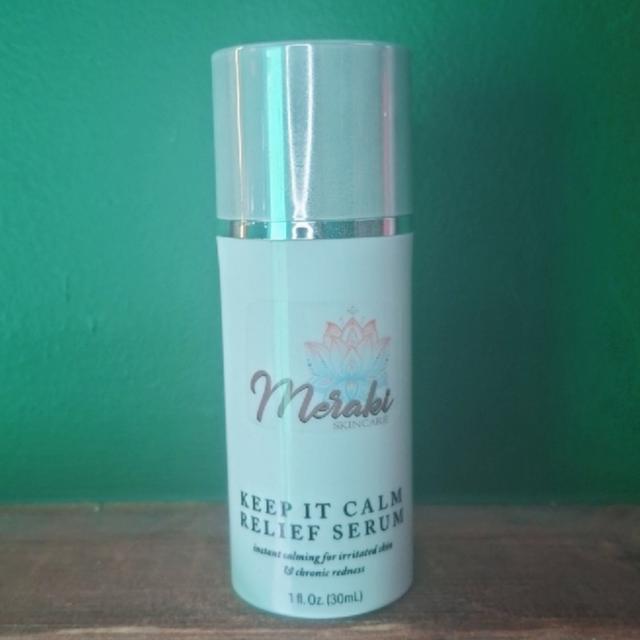 Meraki
SKINCARE
KEEP IT CALM
RELIEF SERUM
instant calming for irritated skin
& chronic redness
1 fl. Oz. (30mL)